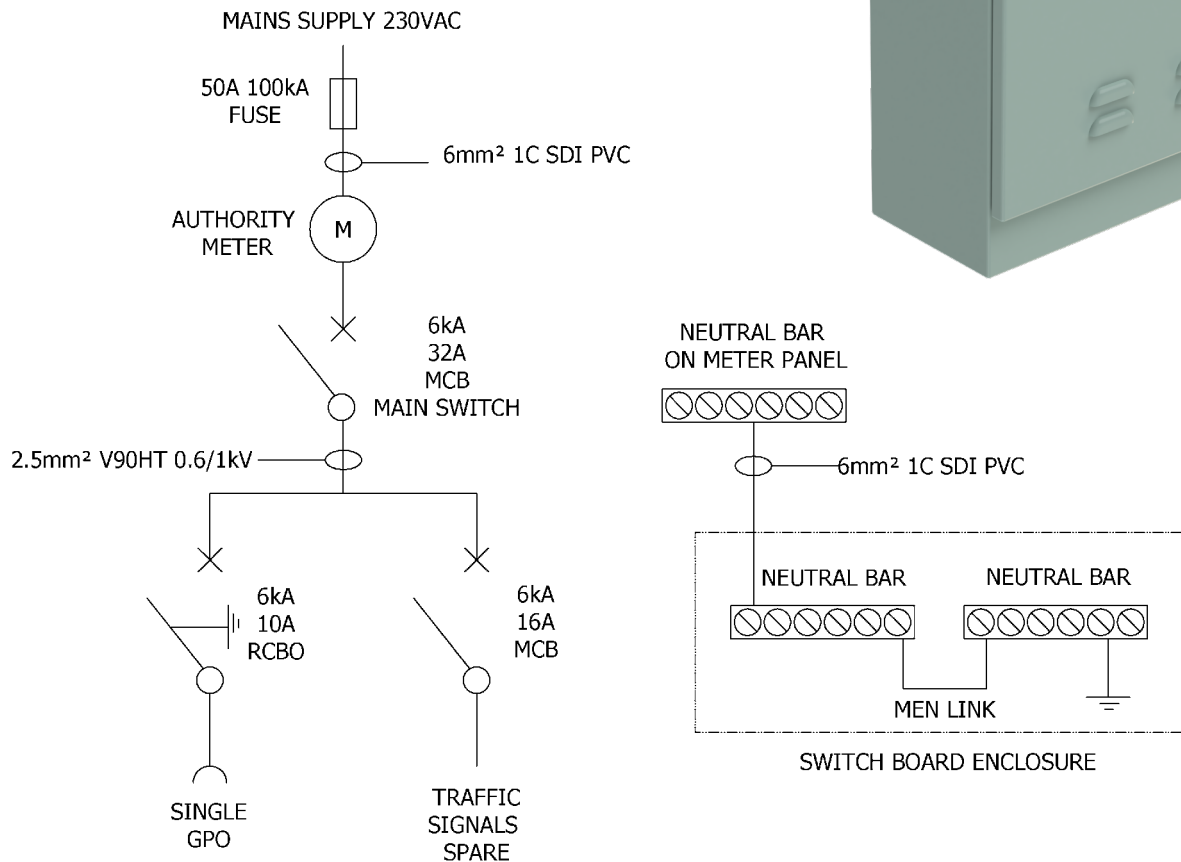 MAINS SUPPLY 230VAC
50A 100kA
FUSE
6mm² 1C SDI PVC
AUTHORITY
METER
M
6kA
32A
MCB
MAIN SWITCH
2.5mm² V90HT 0.6/1kV
6kA
10A
RCBO
6kA
16A
MCB
SINGLE
GPO
TRAFFIC
SIGNALS
SPARE
NEUTRAL BAR
ON METER PANEL
6mm² 1C SDI PVC
NEUTRAL BAR
NEUTRAL BAR
MEN LINK
SWITCH BOARD ENCLOSURE